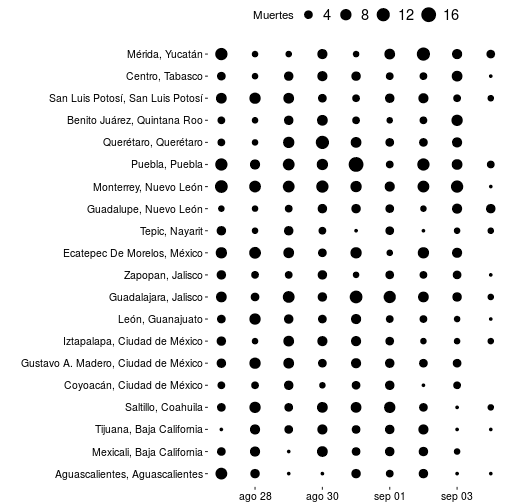 Muertes 4 8 12 16
Mérida, Yucatán
Centro, Tabasco
San Luis Potosí, San Luis Potosí
Benito Juárez, Quintana Roo
Querétaro, Querétaro
Puebla, Puebla
Monterrey, Nuevo León
Guadalupe, Nuevo León
Tepic, Nayarit
Ecatepec De Morelos, México
Zapopan, Jalisco
Guadalajara, Jalisco
León, Guanajuato
Iztapalapa, Ciudad de México
Gustavo A. Madero, Ciudad de México
Coyoacán, Ciudad de México
Saltillo, Coahuila
Tijuana, Baja California
Mexicali, Baja California
Aguascalientes, Aguascalientes
ago 28 ago 30 sep 01 sep 03